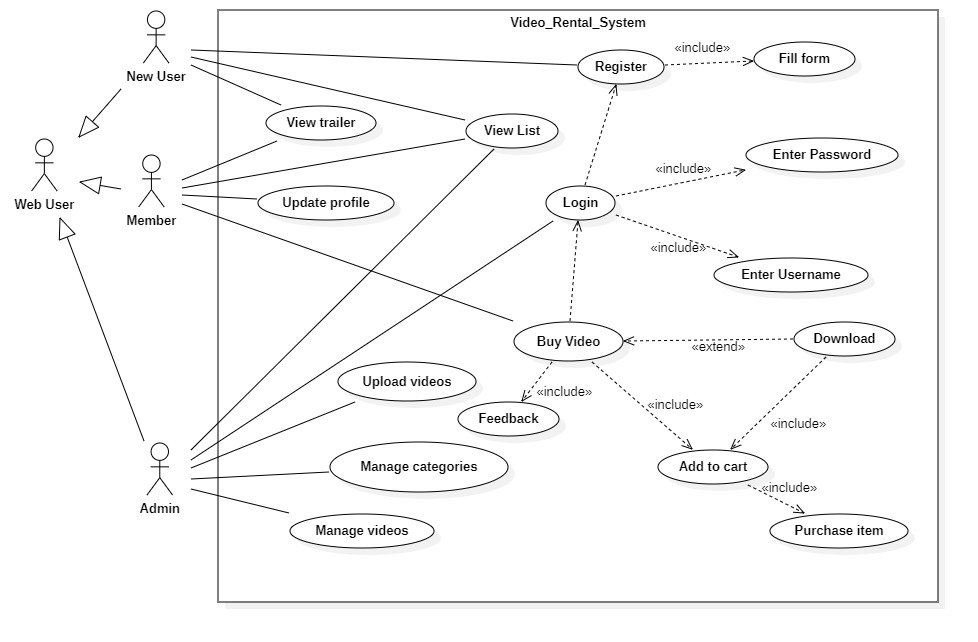 Video_Rental_System
New User
Register
«include»
Fill form
View trailer
View List
Enter Password
«include»
Web User
Member
Update profile
Login
«include»
Enter Username
Buy Video
«extend»
Download
Upload videos
«include»
Feedback
«include»
«include»
Manage categories
Add to cart
«include»
Admin
Manage videos
Purchase item